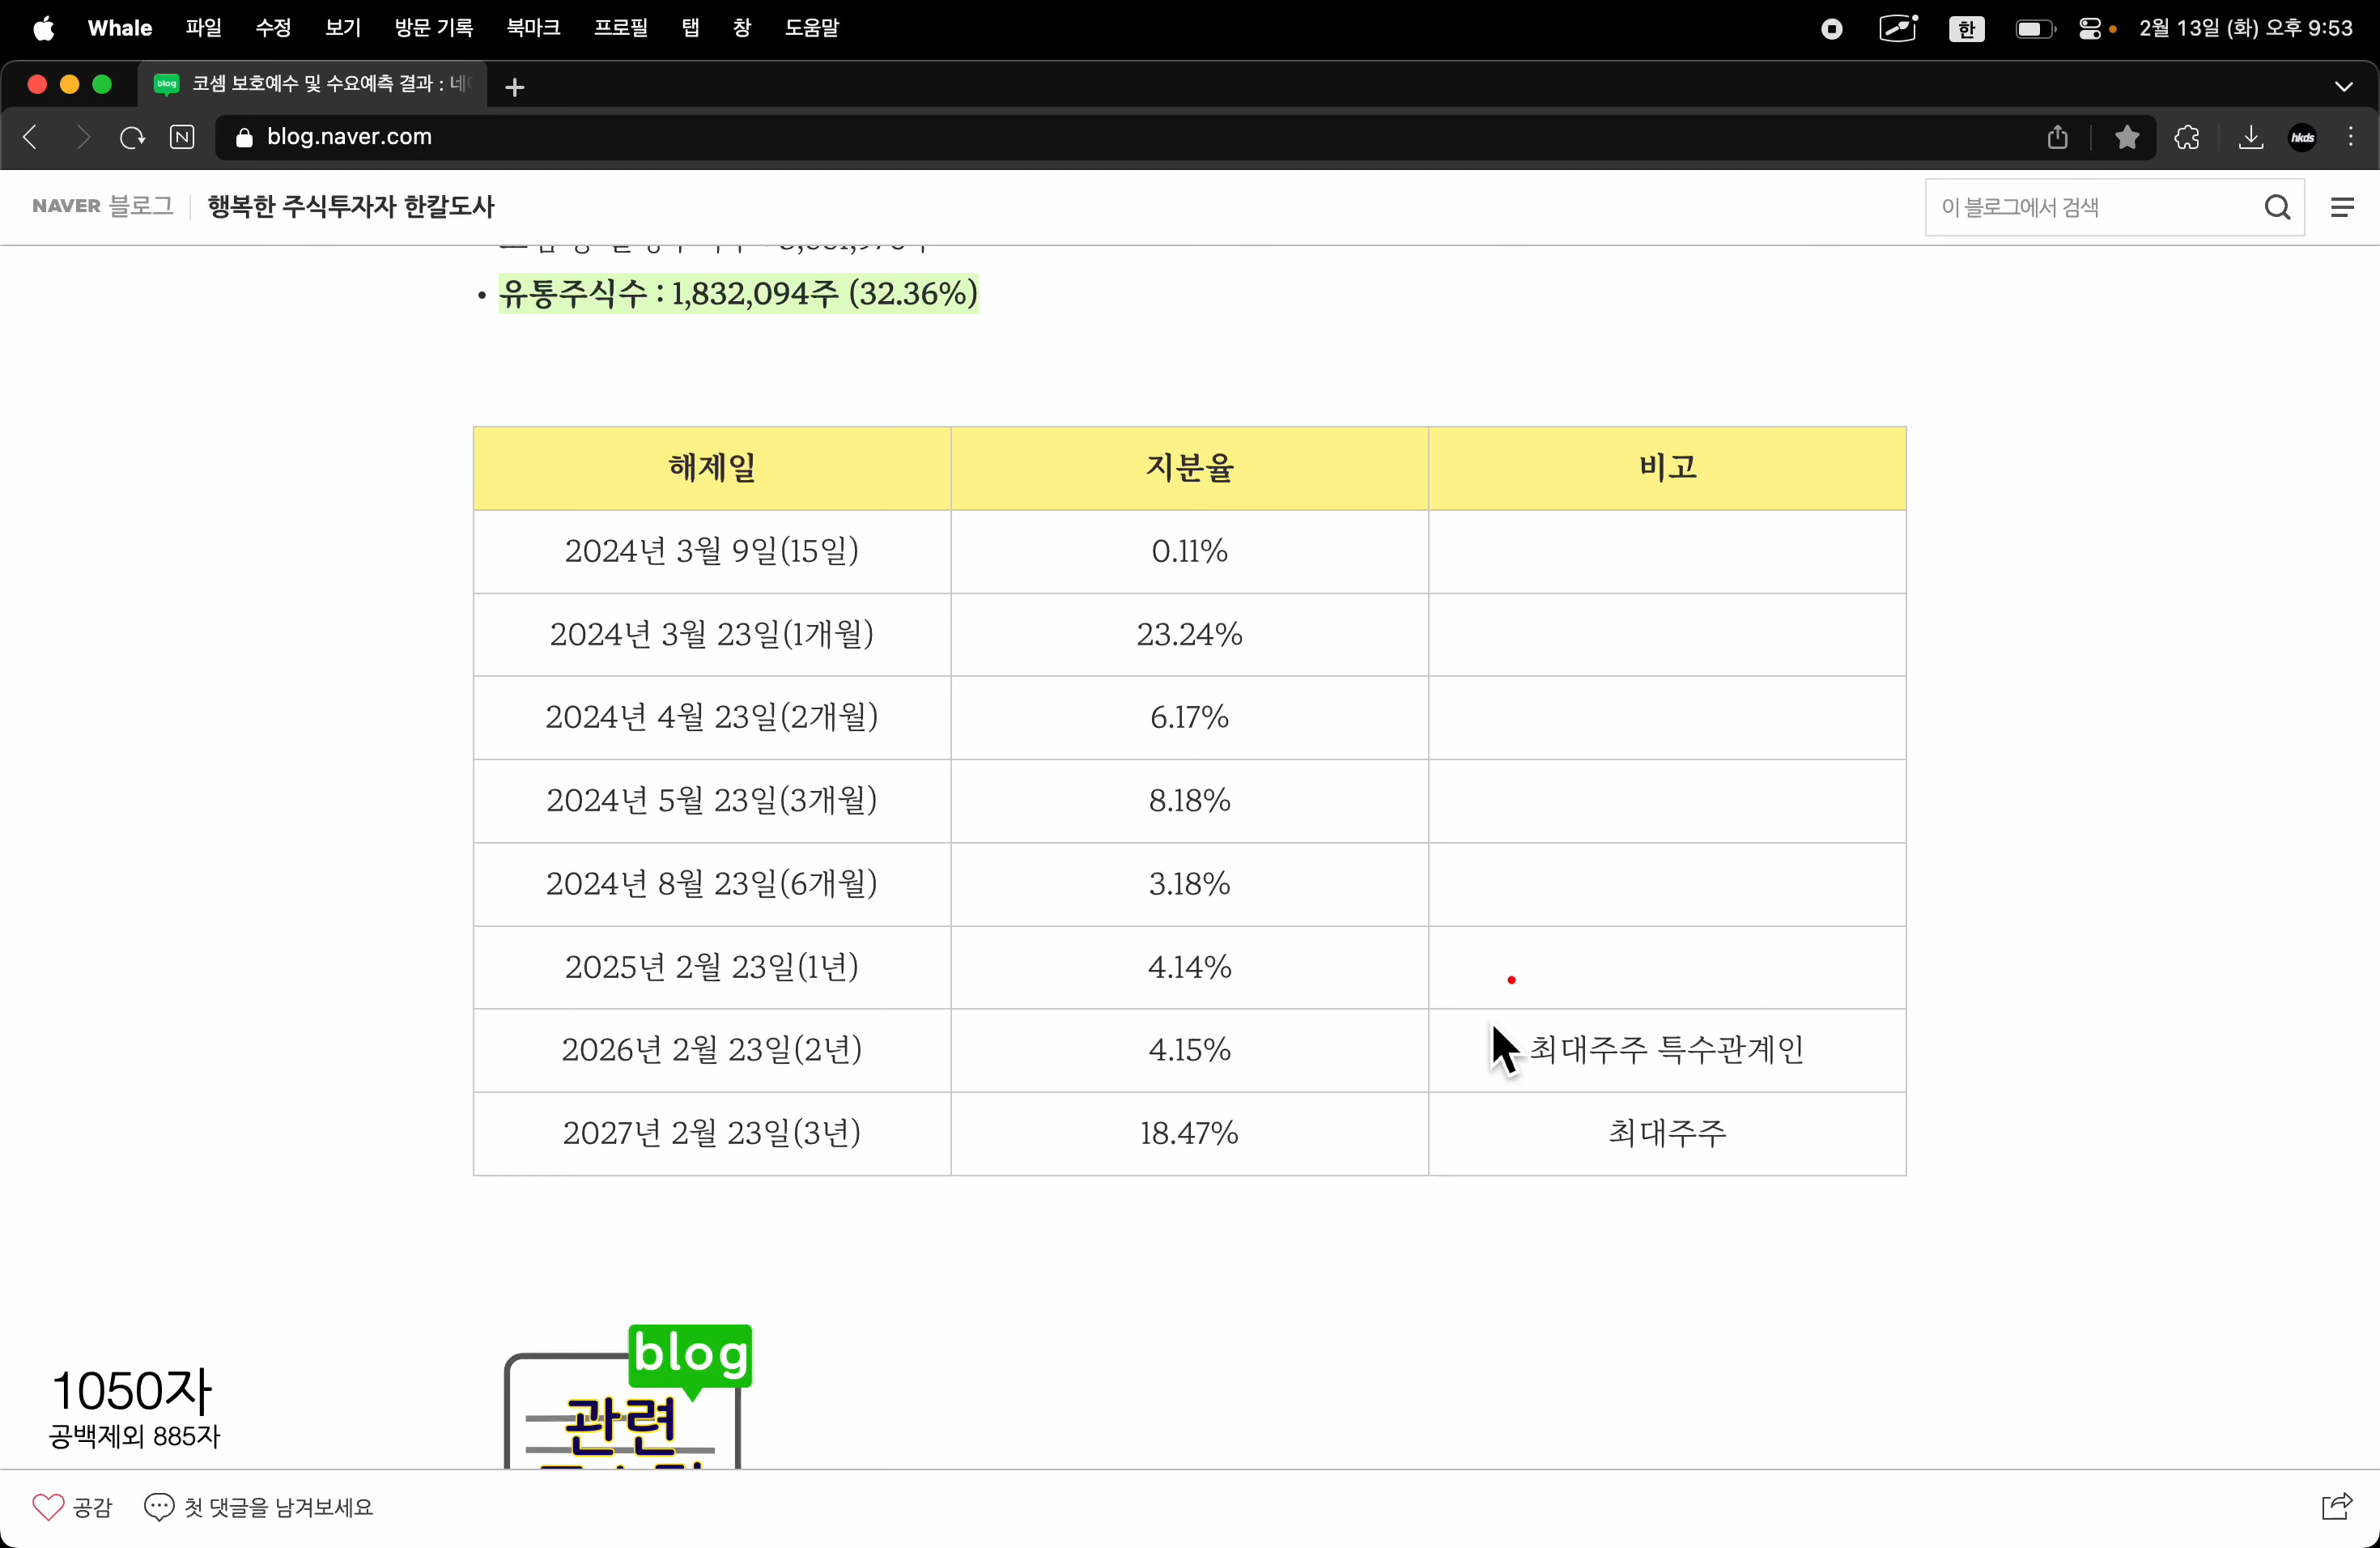 Whale 파일 수정 보기 방문 기록 북마크 프로필 탭 창 도움말 한 2월 13일 (화) 오후 9:53
blog 코셈 보호예수 및 수요예측 결과 : 네
N blog.naver.com hkds
NAVER 블로그 행복한 주식투자자 한칼도사 이 블로그에서 검색
• 유통주식수 : 1,832,094주 (32.36%)
해제일 지분율 비고
2024년 3월 9일(15일) 0.11%
2024년 3월 23일(1개월) 23.24%
2024년 4월 23일(2개월) 6.17%
2024년 5월 23일(3개월) 8.18%
2024년 8월 23일(6개월) 3.18%
2025년 2월 23일(1년) 4.14%
2026년 2월 23일(2년) 4.15% 최대주주 특수관계인
2027년 2월 23일(3년) 18.47% 최대주주
blog
관련
1050자
공백제외 885자
공감 첫 댓글을 남겨보세요